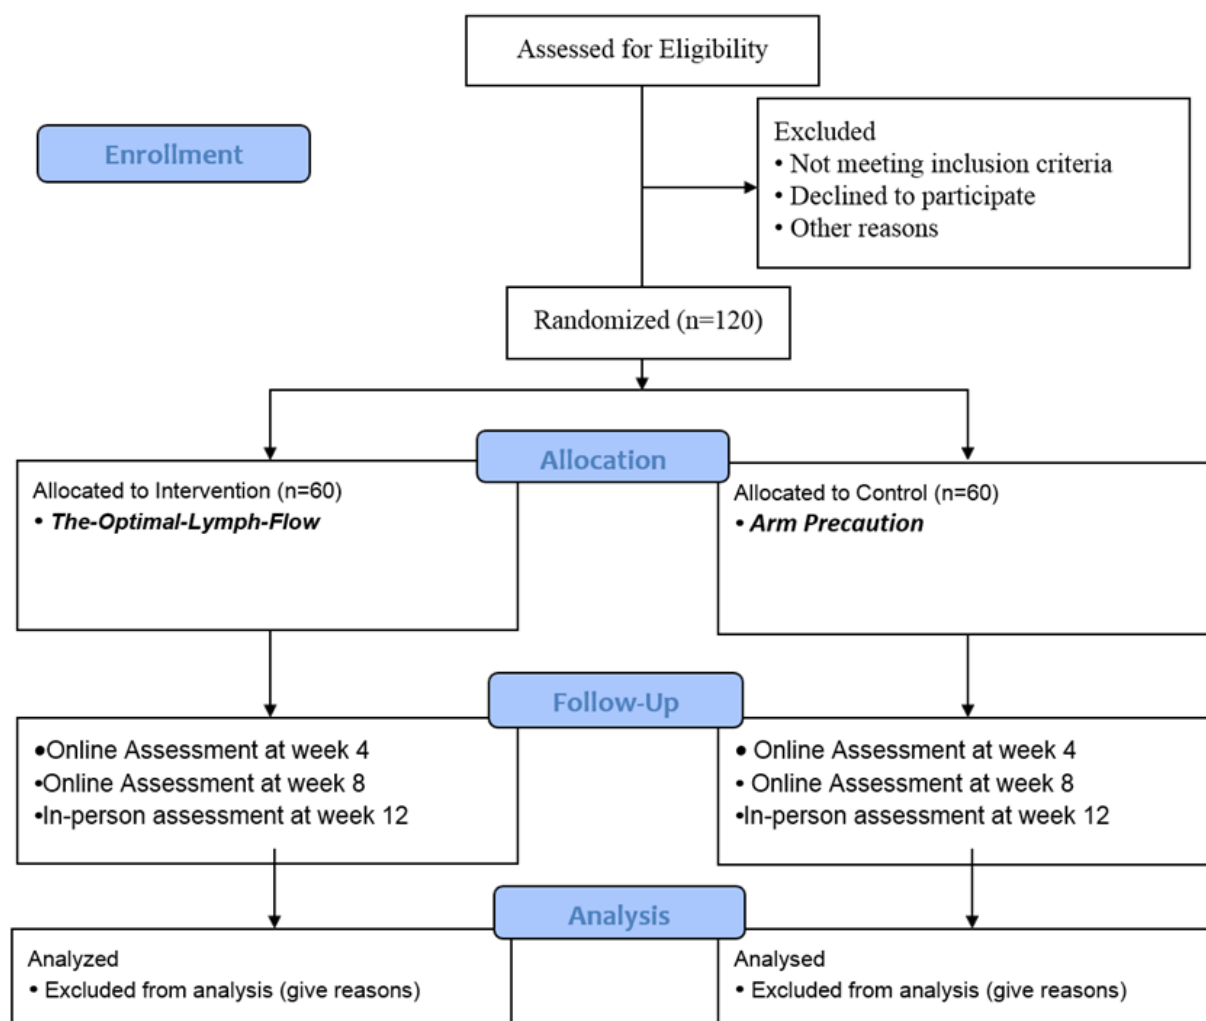 Assessed for Eligibility
Enrollment
Excluded
• Not meeting inclusion criteria
• Declined to participate
• Other reasons
Randomized (n=120)
Allocation
Allocated to Intervention (n=60)
• The-Optimal-Lymph-Flow
Allocated to Control (n=60)
• Arm Precaution
Follow-Up
•Online Assessment at week 4
•Online Assessment at week 8
•In-person assessment at week 12
• Online Assessment at week 4
• Online Assessment at week 8
•In-person assessment at week 12
Analysis
Analyzed
• Excluded from analysis (give reasons)
Analysed
• Excluded from analysis (give reasons)